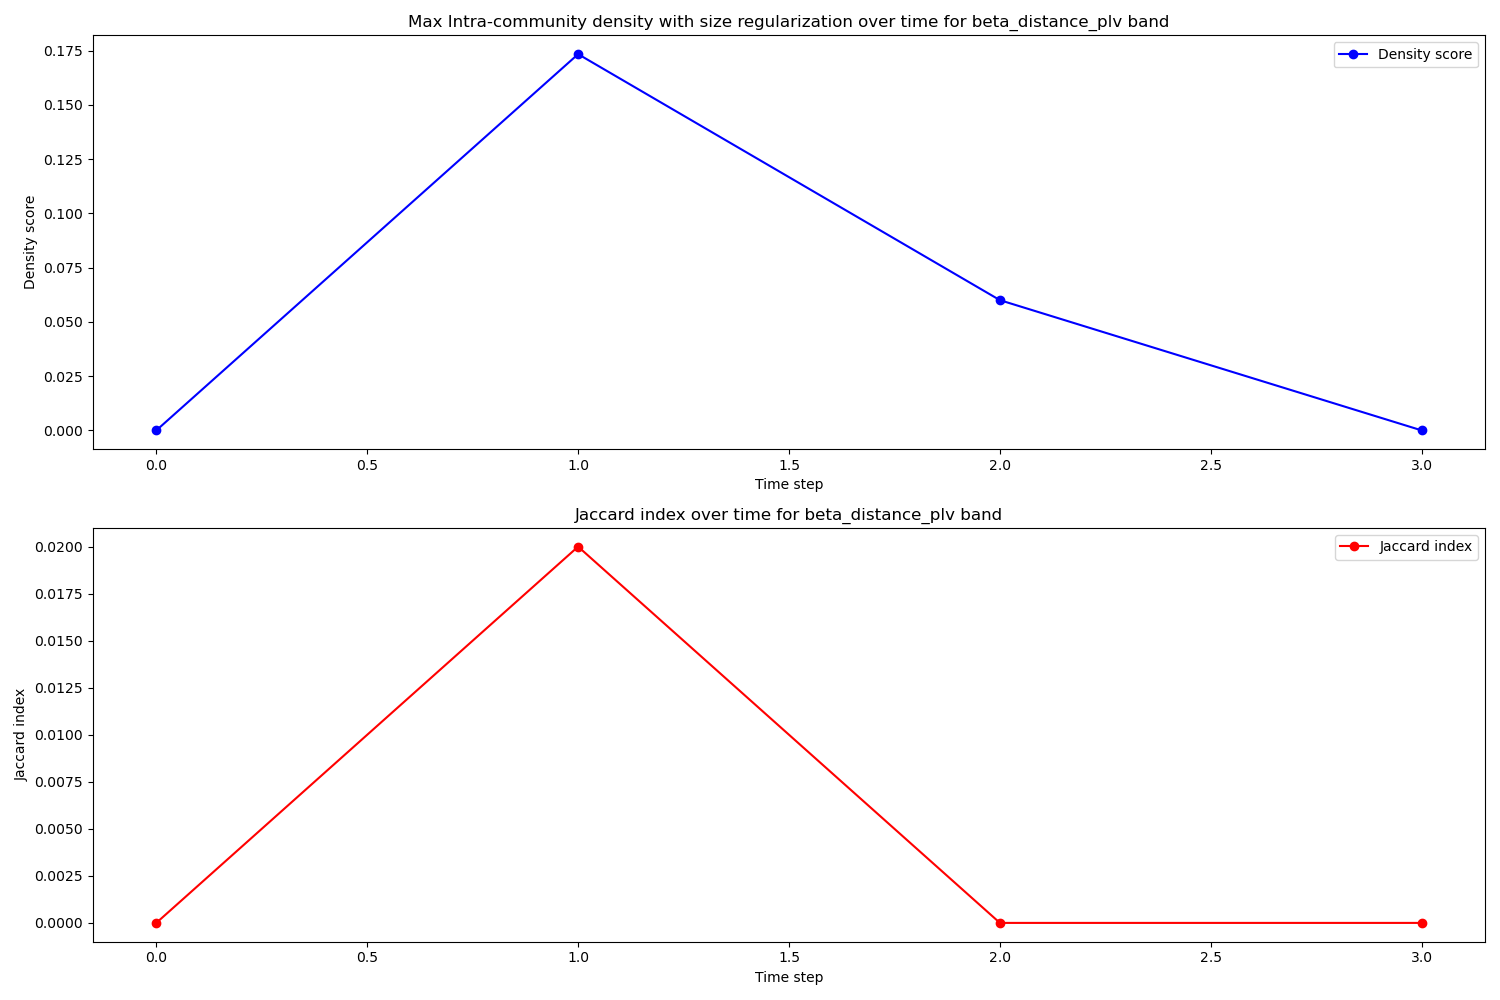 Max Intra-community density with size regularization over time for beta_distance_plv band
Density score
0.175
0.150
0.125
0.100
0.075
0.050
0.025
0.000
Density score
0.0 0.5 1.0 1.5 2.0 2.5 3.0
Time step
Jaccard index over time for beta_distance_plv band
Jaccard index
0.0200
0.0175
0.0150
0.0125
0.0100
0.0075
0.0050
0.0025
0.0000
Jaccard index
0.0 0.5 1.0 1.5 2.0 2.5 3.0
Time step